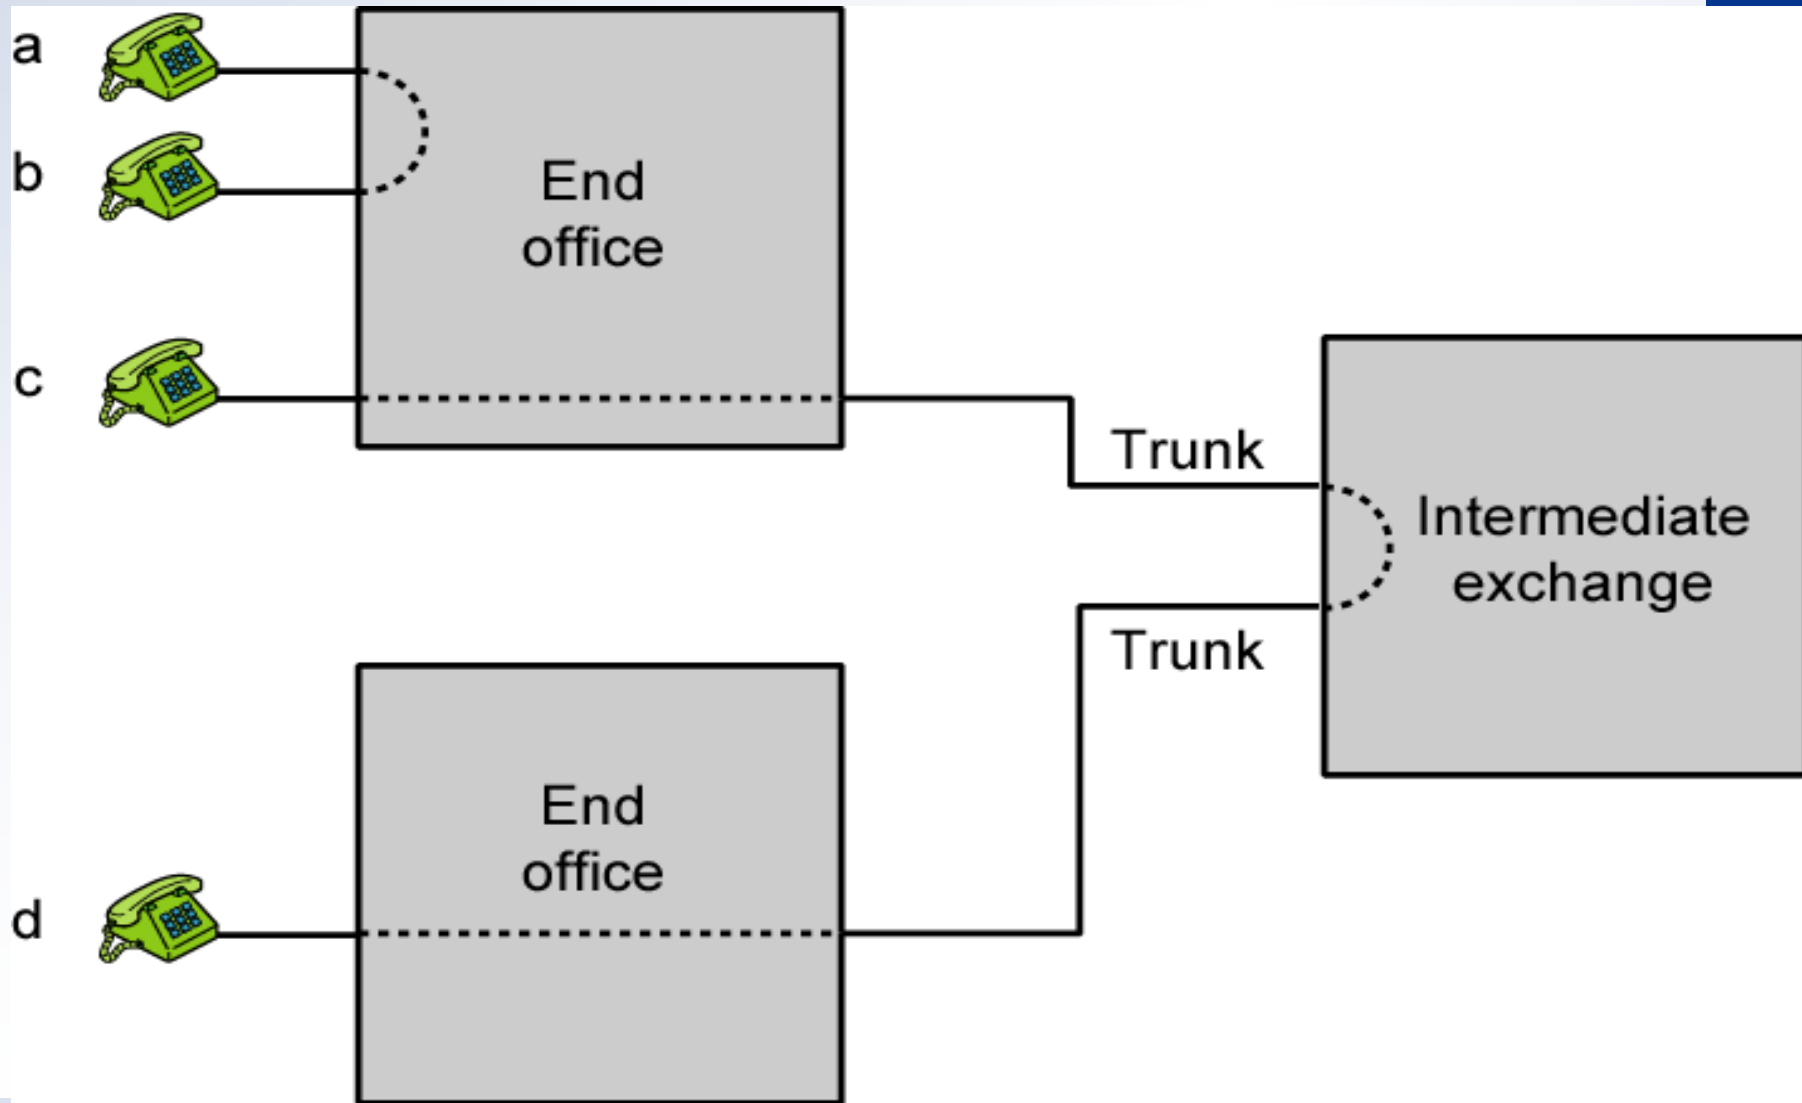 a
b
End
office
c
Trunk
Intermediate
exchange
Trunk
End
office
d